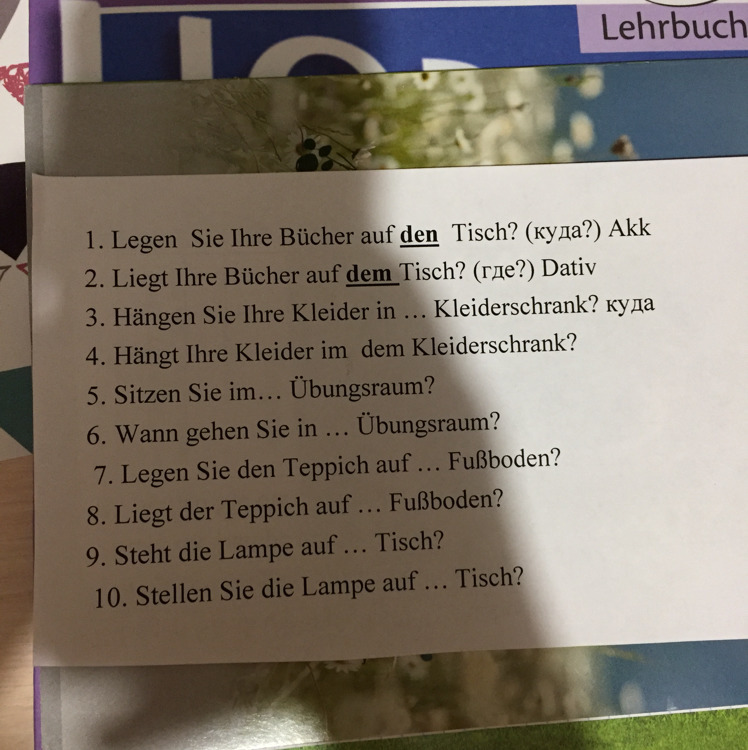 Lehrbuch
1. Legen Sie Ihre Bücher auf den Tisch? (куда?) Akk
2. Liegt Ihre Bücher auf dem Tisch? (где?) Dativ
3. Hängen Sie Ihre Kleider in … Kleiderschrank? куда
4. Hängt Ihre Kleider im dem Kleiderschrank?
5. Sitzen Sie im… Übungsraum?
6. Wann gehen Sie in … Übungsraum?
7. Legen Sie den Teppich auf … Fußboden?
8. Liegt der Teppich auf … Fußboden?
9. Steht die Lampe auf … Tisch?
10. Stellen Sie die Lampe auf … Tisch?